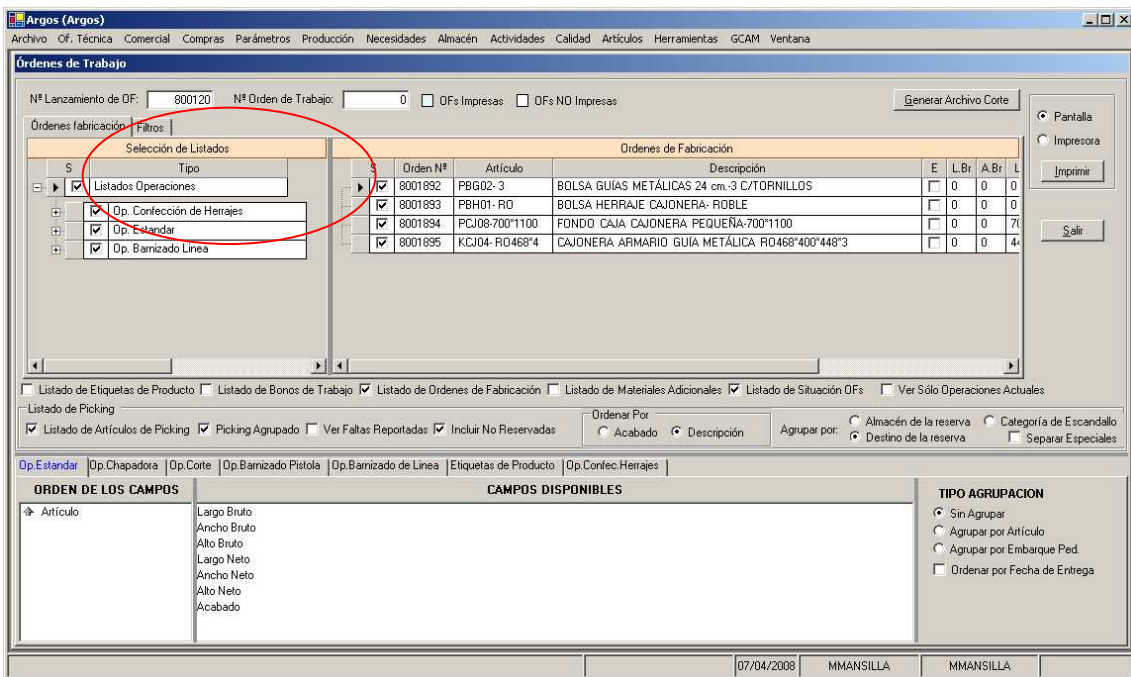 Argos (Argos)
Archivo Of. Técnica Comercial Compras Parámetros Producción Necesidades Almacén Actividades Calidad Artículos Herramientas GCAM Ventana
Órdenes de Trabajo
Nº Lanzamiento de OF: 800120 Nº Orden de Trabajo: 0 OFs Impresas OFs NO Impresas Generar Archivo Corte
Pantalla
Impresora
Imprimir
Salir
Órdenes fabricación Filtros
Selección de Listados
S Tipo
Listados Operaciones
Op. Confección de Herrajes
Op. Estandar
Op. Barnizado Linea
Ordenes de Fabricación
S Orden Nº Artículo Descripción E L.Br A.Br L
8001892 PBG02- 3 BOLSA GUÍAS METÁLICAS 24 cm.-3 C/TORNILLOS 0 0 0
8001893 PBH01- RO BOLSA HERRAJE CAJONERA- ROBLE 0 0 0
8001894 PCJ08-700*1100 FONDO CAJA CAJONERA PEQUEÑA-700*1100 0 0 70
8001895 KCJ04- RO468*4 CAJONERA ARMARIO GUÍA METÁLICA RO468*400*448*3 0 0 44
Listado de Etiquetas de Producto Listado de Bonos de Trabajo Listado de Ordenes de Fabricación Listado de Materiales Adicionales Listado de Situación OFs Ver Sólo Operaciones Actuales
Listado de Picking
Listado de Artículos de Picking Picking Agrupado Ver Faltas Reportadas Incluir No Reservadas
Ordenar Por
Acabado Descripción
Agrupar por: Almacén de la reserva Categoría de Escandallo
Destino de la reserva Separar Especiales
Op.Estandar Op.Chapadora Op.Corte Op.Barnizado Pistola Op.Barnizado de Linea Etiquetas de Producto Op.Confec.Herrajes
ORDEN DE LOS CAMPOS
Artículo
CAMPOS DISPONIBLES
Largo Bruto
Ancho Bruto
Alto Bruto
Largo Neto
Ancho Neto
Alto Neto
Acabado
TIPO AGRUPACION
Sin Agrupar
Agrupar por Artículo
Agrupar por Embarque Ped.
Ordenar por Fecha de Entrega
07/04/2008 MMANSILLA MMANSILLA